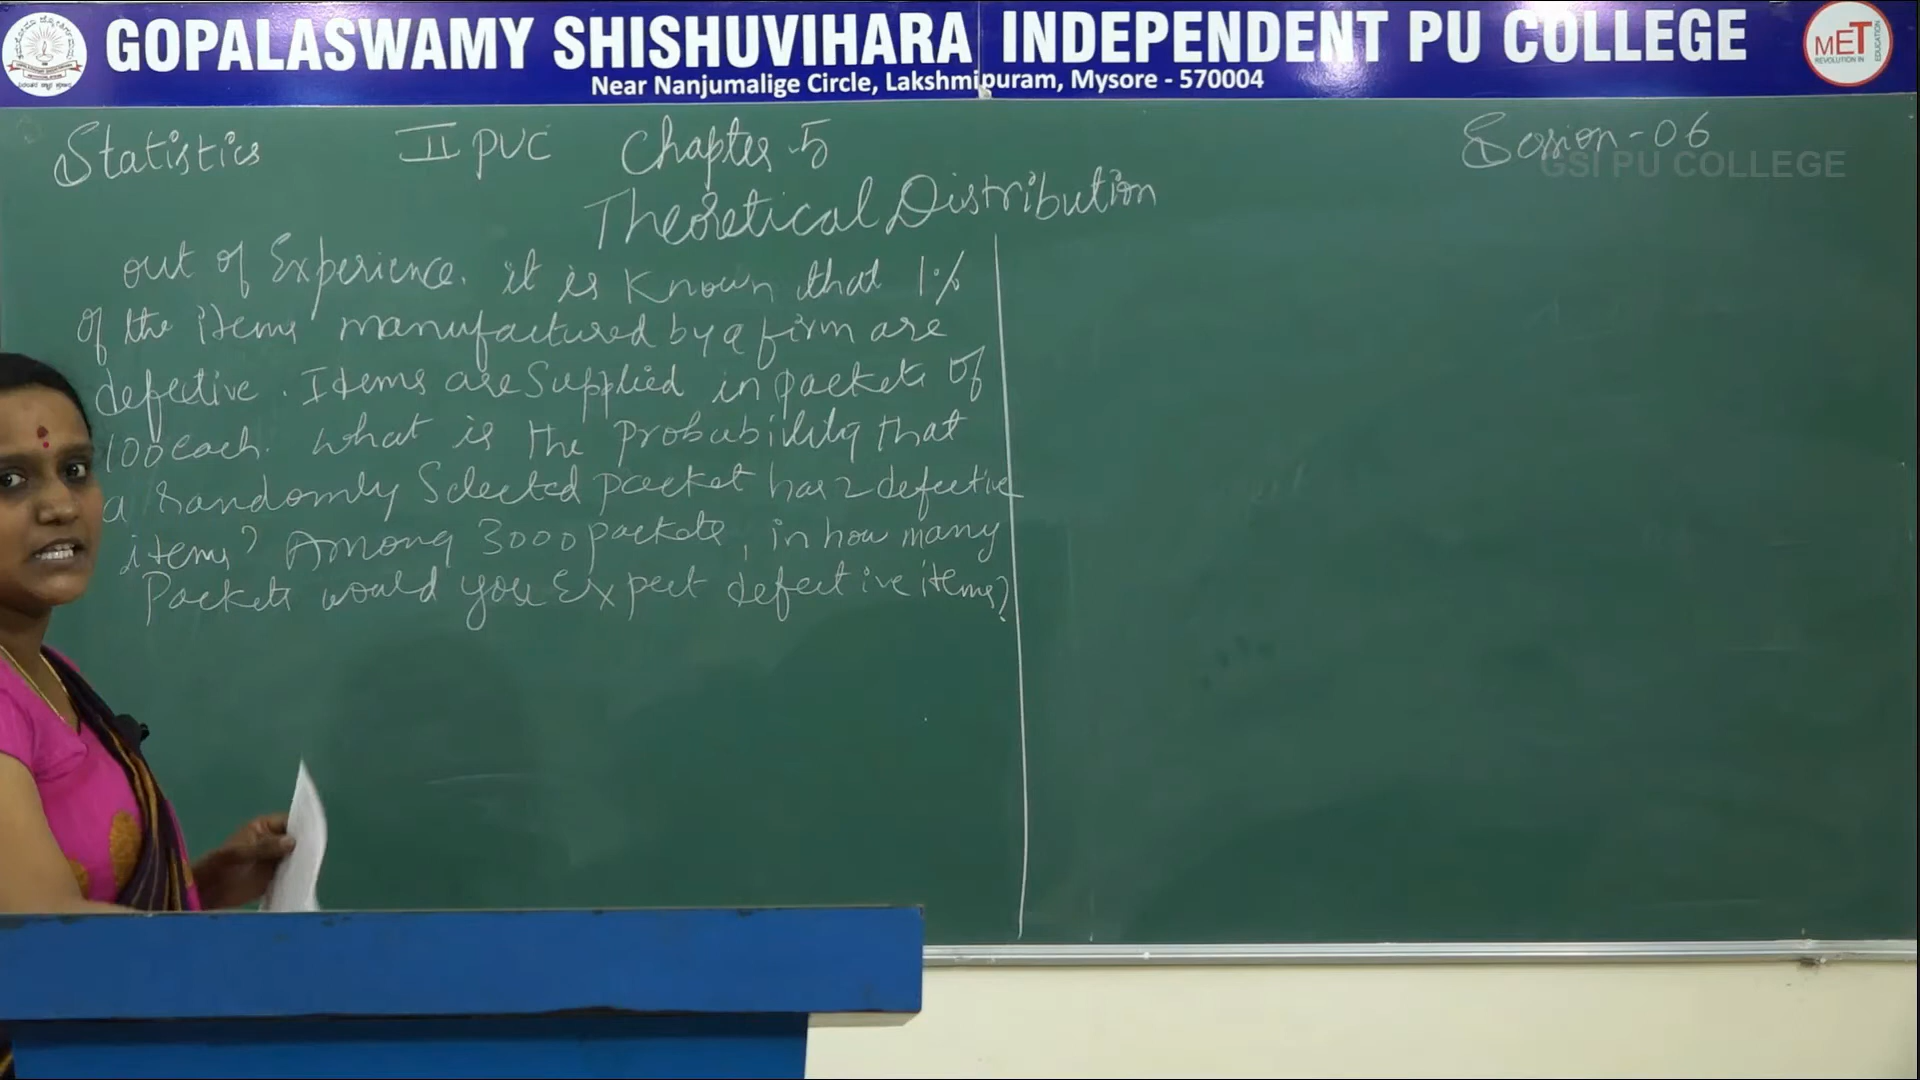 GOPALASWAMY SHISHUVIHARA INDEPENDENT PU COLLEGE
Near Nanjumalige Circle, Lakshmipuram, Mysore - 570004
MET
REVOLUTION IN EDUCATION
Statistics II PUC Chapter-5 Session-06
GSI PU COLLEGE
Theoretical Distribution
out of Experience. it is Known that 1%
of the items manufactured by a firm are
defective. Items are Supplied in packets of
100 each. what is the probability that
a randomly Selected packet has 2 defective
items? Among 3000 packets, in how many
Packets would you Expect defective items?